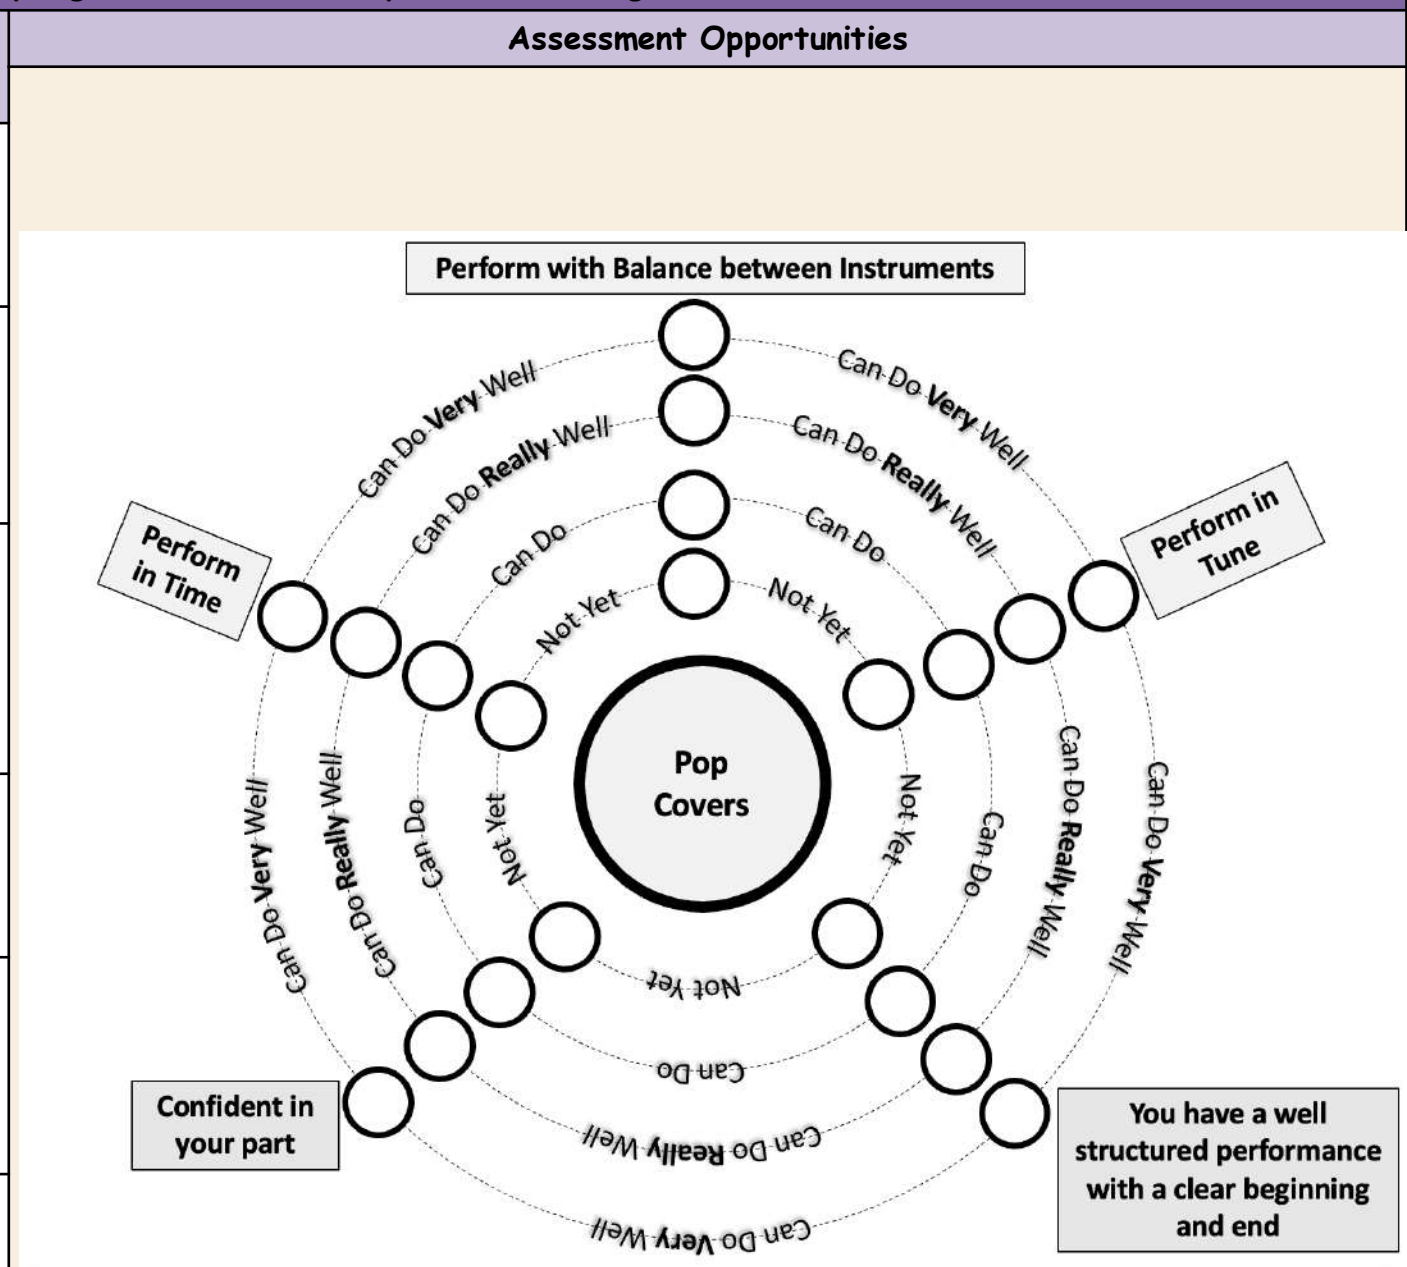 Assessment Opportunities
Perform with Balance between Instruments
Can Do Very Well
Can Do Very Well
Can Do Really Well
Can Do Really Well
Can Do
Can Do
Not Yet
Not Yet
Perform
in Time
Perform in
Tune
Pop
Covers
Can Do Very Well
Can Do Really Well
Can Do
Not Yet
Not Yet
Can Do
Can Do Really Well
Can Do Very Well
Not Yet
Can Do
Can Do Really Well
Can Do Very Well
Confident in
your part
You have a well
structured performance
with a clear beginning
and end